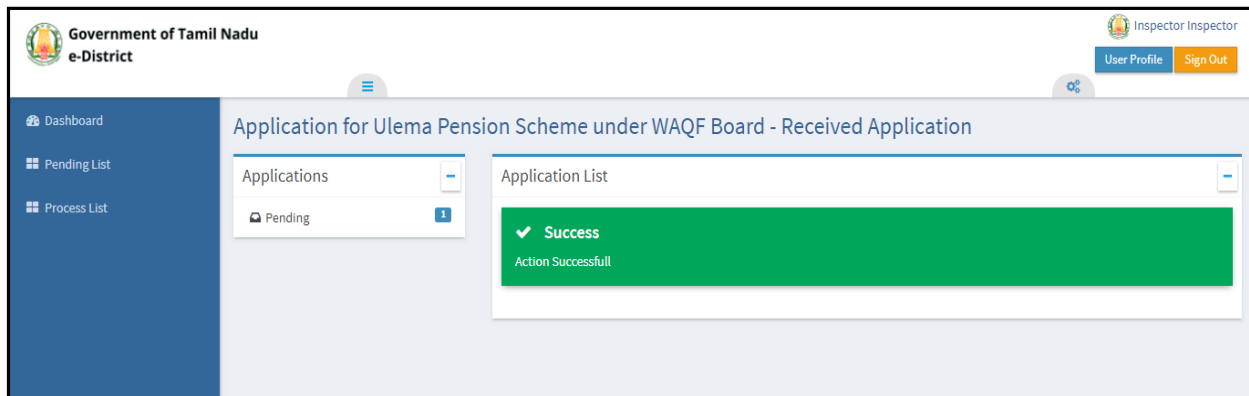 Government of Tamil Nadu
e-District
Inspector Inspector
User Profile
Sign Out
Dashboard
Pending List
Process List
Application for Ulema Pension Scheme under WAQF Board - Received Application
Applications
Pending
1
Application List
Success
Action Successfull